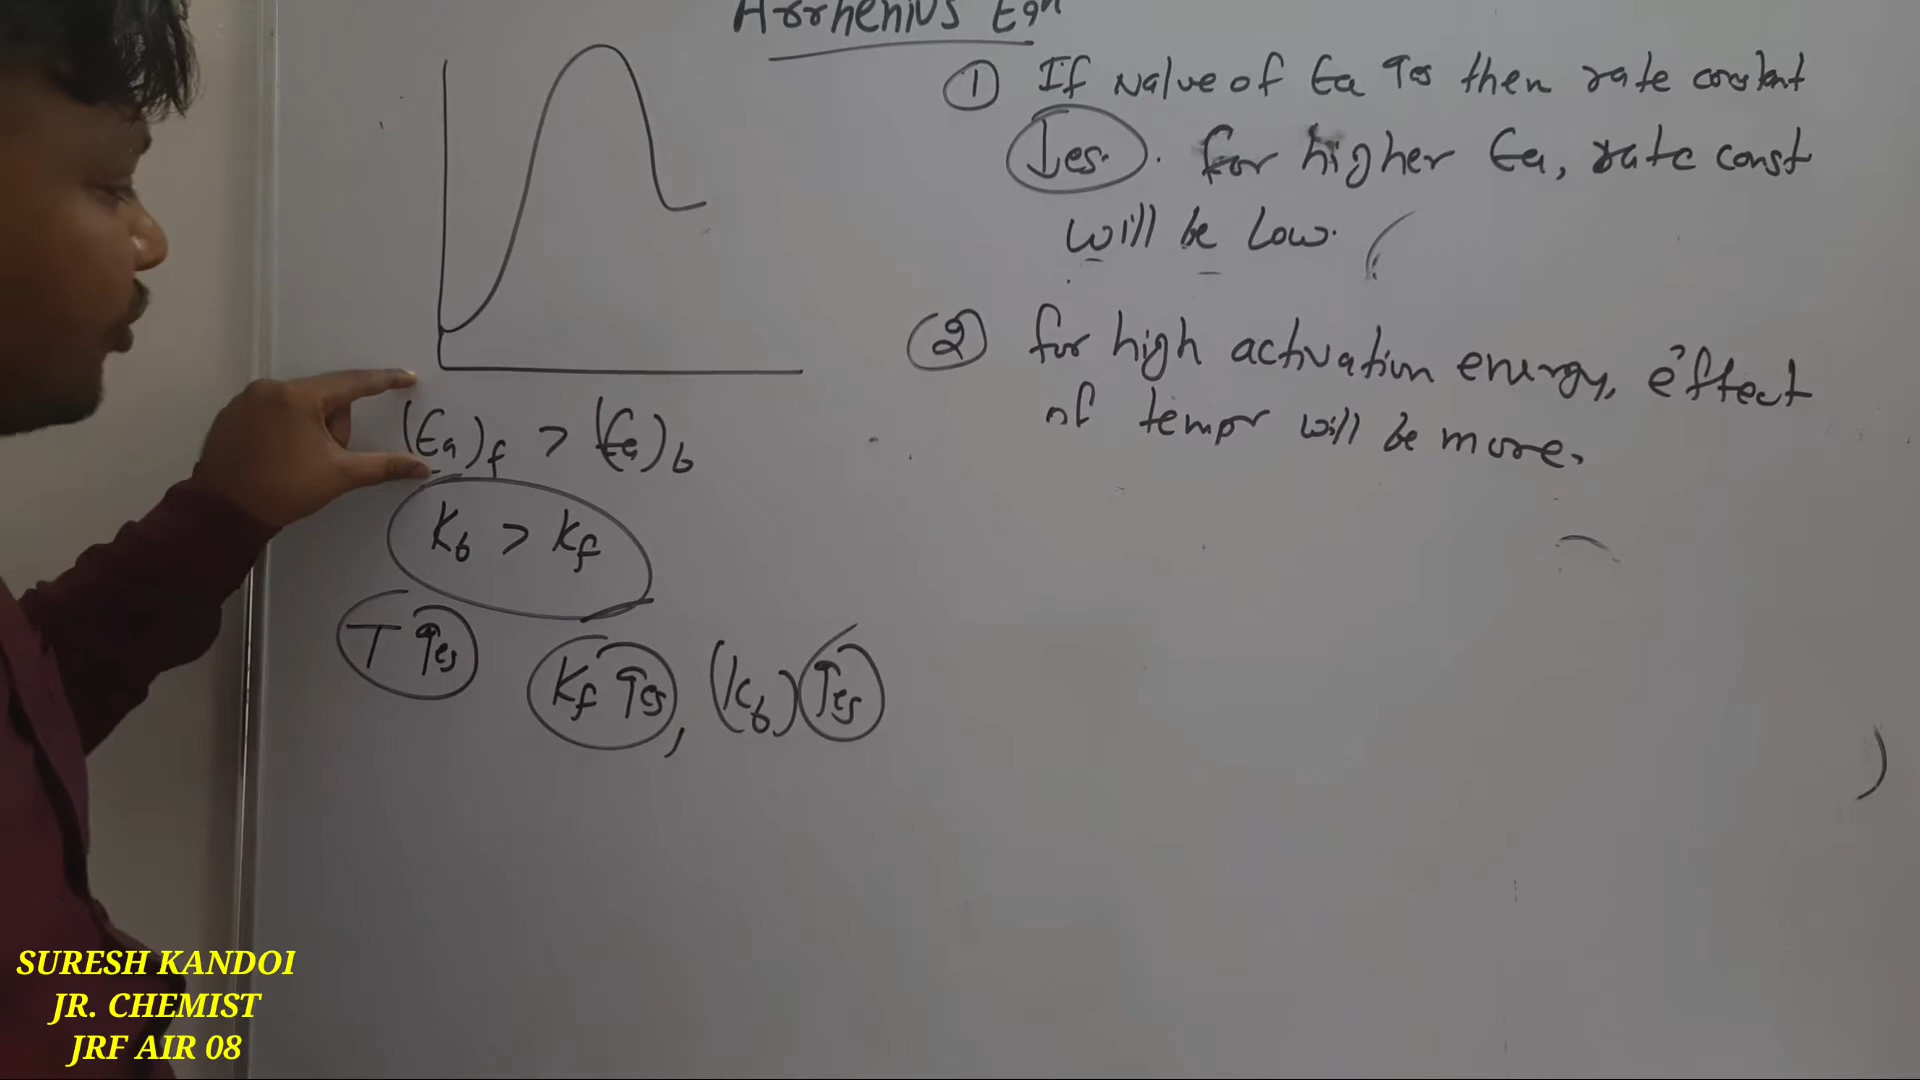 Arrhenius Eqn
① If value of Ea ↑es then rate constant
↓es. for higher Ea, rate const
will be Low.
② for high activation energy, effect
of tempr will be more.
(Ea)f > (Ea)b
Kb > Kf
T ↑es
Kf ↑es, (Kb) ↑es
SURESH KANDOI
JR. CHEMIST
JRF AIR 08